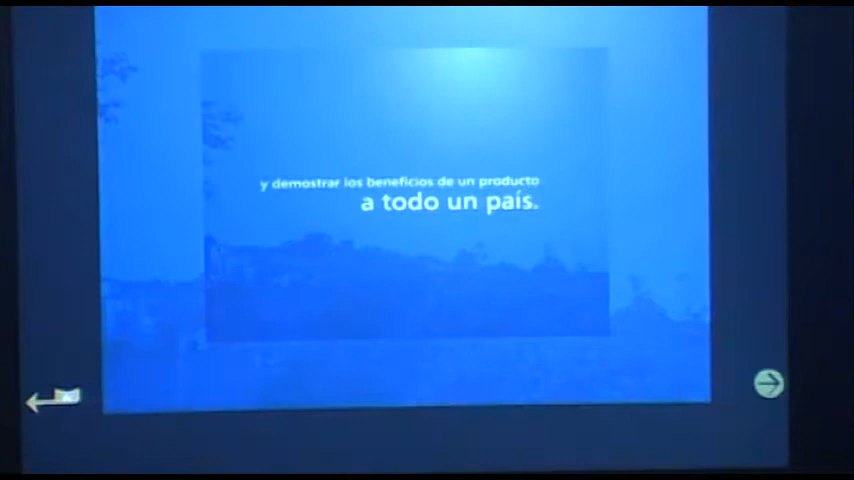 y demostrar los beneficios de un producto
a todo un país.